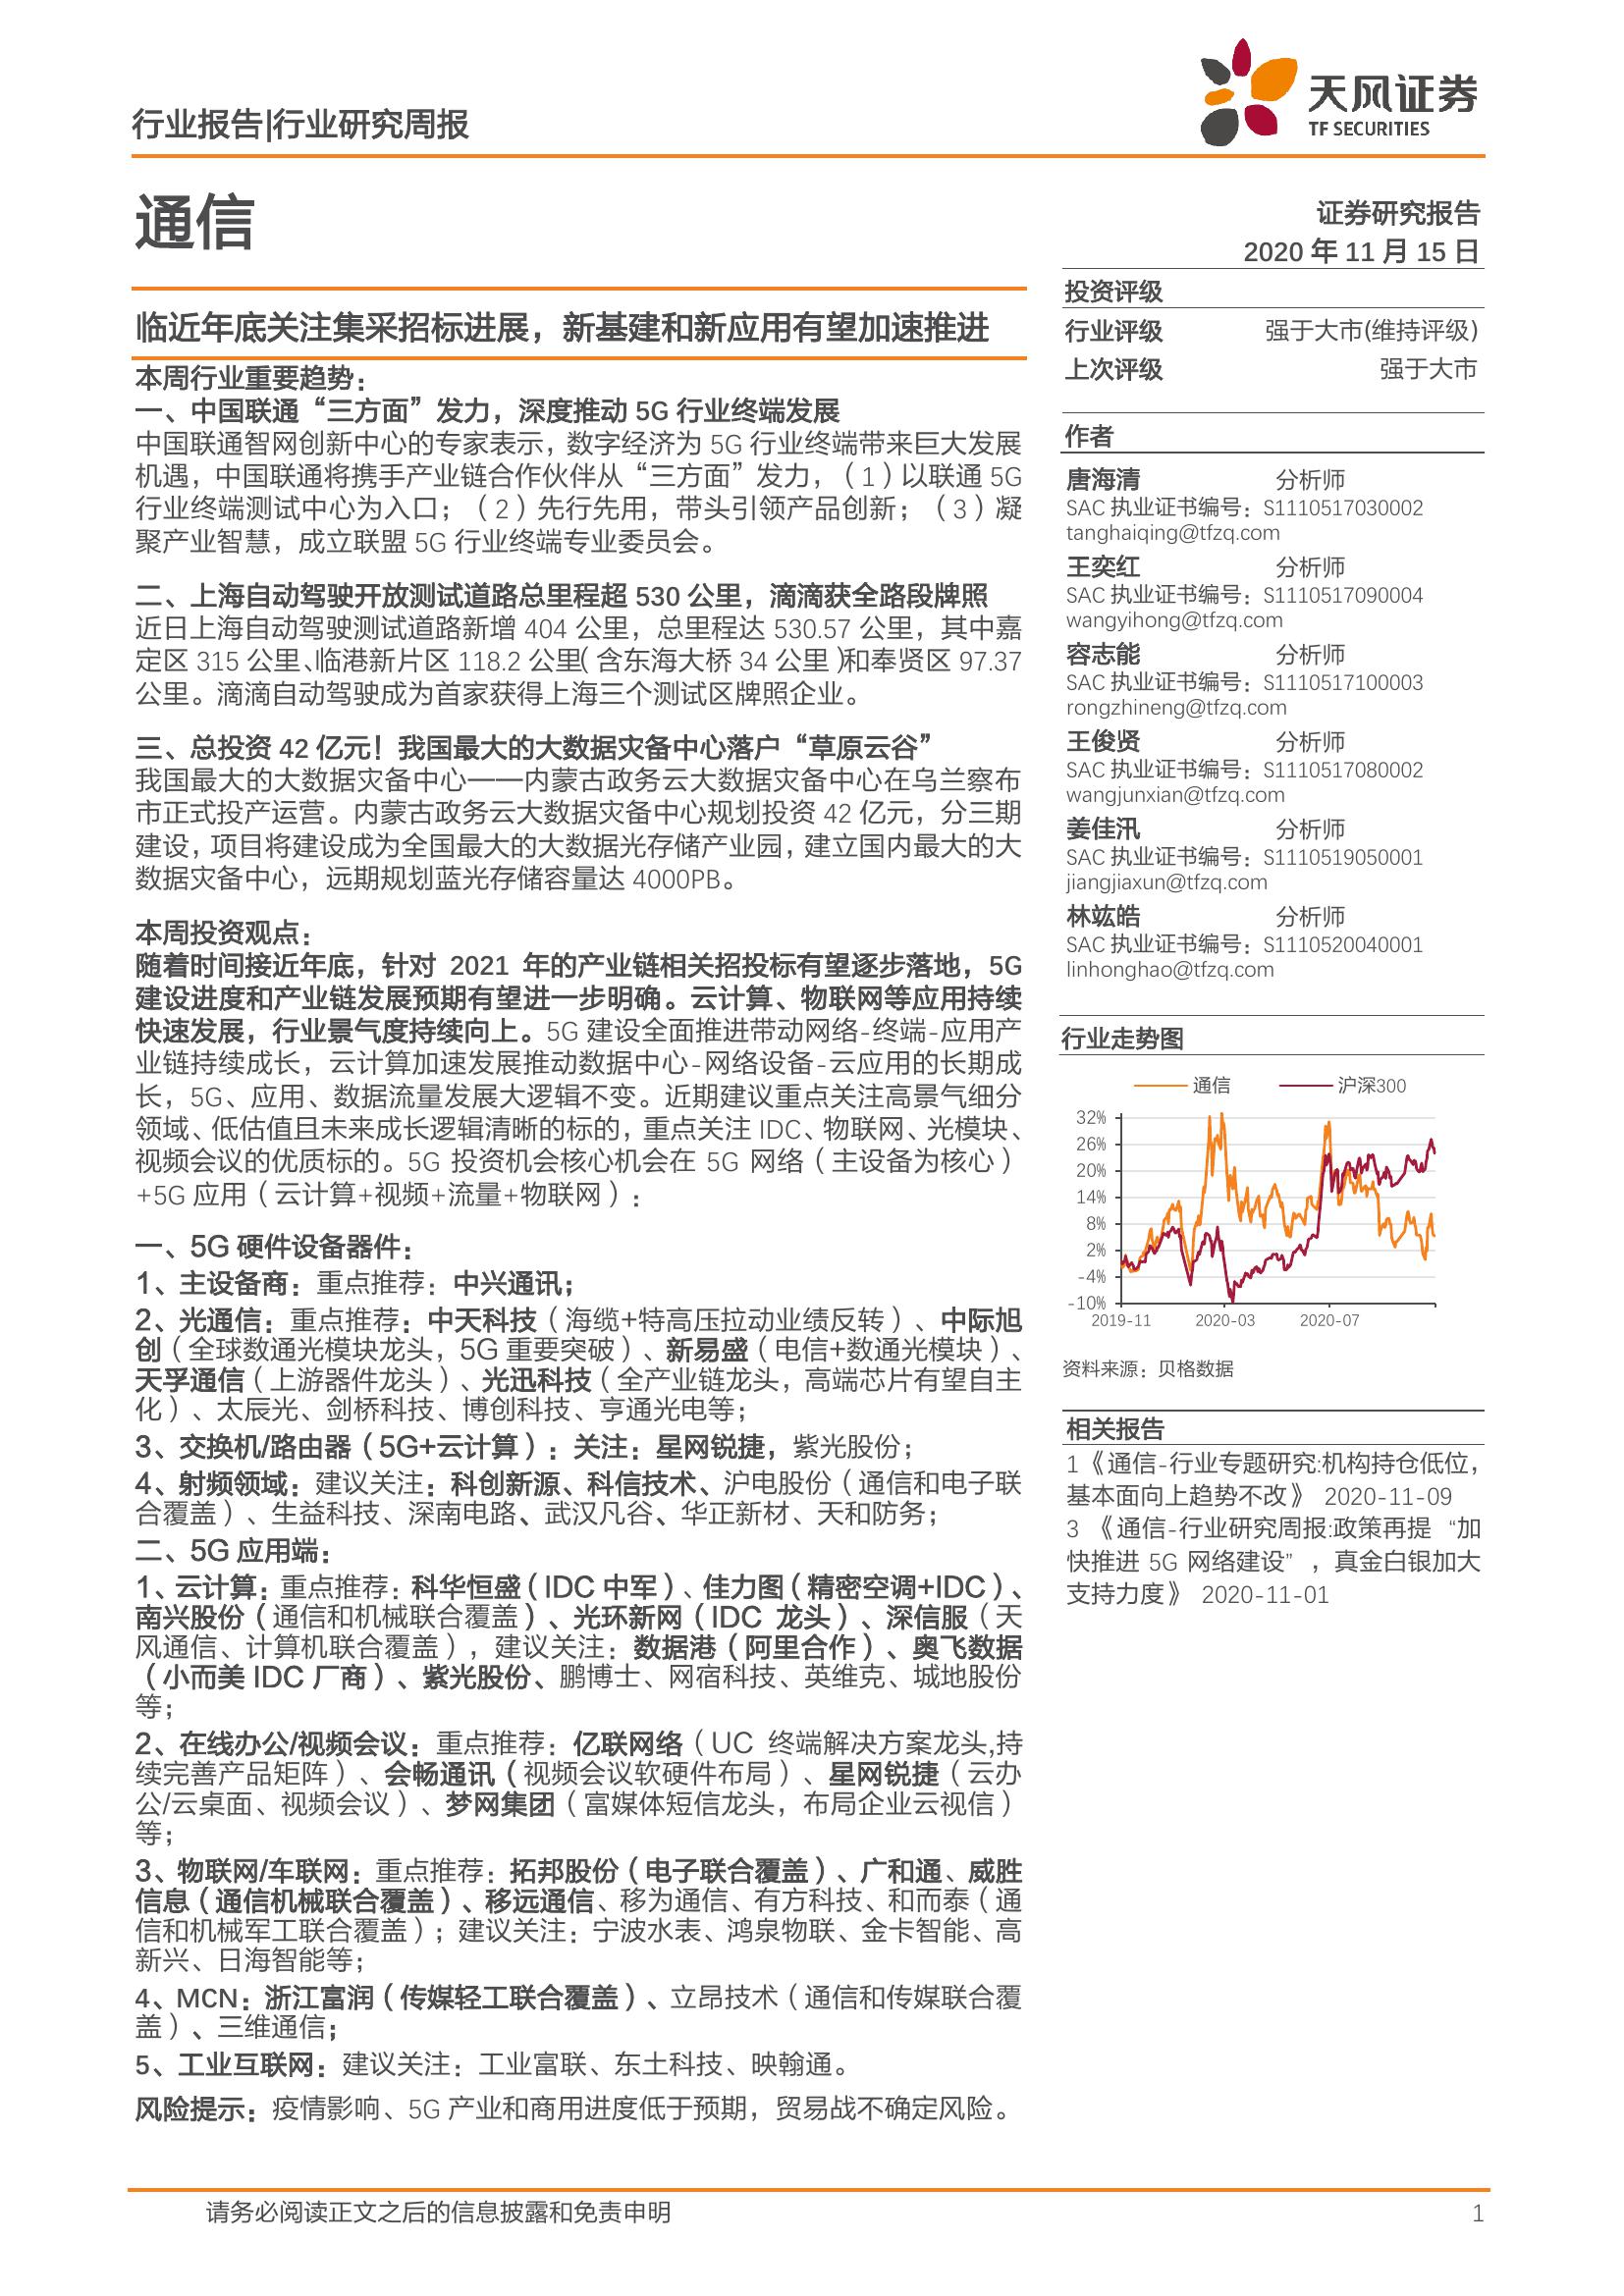 行业报告|行业研究周报
天风证券
TF SECURITIES
通信
证券研究报告
2020 年 11 月 15 日
临近年底关注集采招标进展，新基建和新应用有望加速推进
本周行业重要趋势：
一、中国联通“三方面”发力，深度推动 5G 行业终端发展
中国联通智网创新中心的专家表示，数字经济为 5G 行业终端带来巨大发展
机遇，中国联通将携手产业链合作伙伴从“三方面”发力，（1）以联通 5G
行业终端测试中心为入口；（2）先行先用，带头引领产品创新；（3）凝
聚产业智慧，成立联盟 5G 行业终端专业委员会。
二、上海自动驾驶开放测试道路总里程超 530 公里，滴滴获全路段牌照
近日上海自动驾驶测试道路新增 404 公里，总里程达 530.57 公里，其中嘉
定区 315 公里、临港新片区 118.2 公里（含东海大桥 34 公里）和奉贤区 97.37
公里。滴滴自动驾驶成为首家获得上海三个测试区牌照企业。
三、总投资 42 亿元！我国最大的大数据灾备中心落户“草原云谷”
我国最大的大数据灾备中心——内蒙古政务云大数据灾备中心在乌兰察布
市正式投产运营。内蒙古政务云大数据灾备中心规划投资 42 亿元，分三期
建设，项目将建设成为全国最大的大数据光存储产业园，建立国内最大的大
数据灾备中心，远期规划蓝光存储容量达 4000PB。
本周投资观点：
随着时间接近年底，针对 2021 年的产业链相关招投标有望逐步落地，5G
建设进度和产业链发展预期有望进一步明确。云计算、物联网等应用持续
快速发展，行业景气度持续向上。5G 建设全面推进带动网络-终端-应用产
业链持续成长，云计算加速发展推动数据中心-网络设备-云应用的长期成
长，5G、应用、数据流量发展大逻辑不变。近期建议重点关注高景气细分
领域、低估值且未来成长逻辑清晰的标的，重点关注 IDC、物联网、光模块、
视频会议的优质标的。5G 投资机会核心机会在 5G 网络（主设备为核心）
+5G 应用（云计算+视频+流量+物联网）：
一、5G 硬件设备器件：
1、主设备商：重点推荐：中兴通讯；
2、光通信：重点推荐：中天科技（海缆+特高压拉动业绩反转）、中际旭
创（全球数通光模块龙头，5G 重要突破）、新易盛（电信+数通光模块）、
天孚通信（上游器件龙头）、光迅科技（全产业链龙头，高端芯片有望自主
化）、太辰光、剑桥科技、博创科技、亨通光电等；
3、交换机/路由器（5G+云计算）：关注：星网锐捷，紫光股份；
4、射频领域：建议关注：科创新源、科信技术、沪电股份（通信和电子联
合覆盖）、生益科技、深南电路、武汉凡谷、华正新材、天和防务；
二、5G 应用端：
1、云计算：重点推荐：科华恒盛（IDC 中军）、佳力图（精密空调+IDC）、
南兴股份（通信和机械联合覆盖）、光环新网（IDC 龙头）、深信服（天
风通信、计算机联合覆盖），建议关注：数据港（阿里合作）、奥飞数据
（小而美 IDC 厂商）、紫光股份、鹏博士、网宿科技、英维克、城地股份
等；
2、在线办公/视频会议：重点推荐：亿联网络（UC 终端解决方案龙头,持
续完善产品矩阵）、会畅通讯（视频会议软硬件布局）、星网锐捷（云办
公/云桌面、视频会议）、梦网集团（富媒体短信龙头，布局企业云视信）
等；
3、物联网/车联网：重点推荐：拓邦股份（电子联合覆盖）、广和通、威胜
信息（通信机械联合覆盖）、移远通信、移为通信、有方科技、和而泰（通
信和机械军工联合覆盖）；建议关注：宁波水表、鸿泉物联、金卡智能、高
新兴、日海智能等；
4、MCN：浙江富润（传媒轻工联合覆盖）、立昂技术（通信和传媒联合覆
盖）、三维通信；
5、工业互联网：建议关注：工业富联、东土科技、映翰通。
风险提示：疫情影响、5G 产业和商用进度低于预期，贸易战不确定风险。
投资评级
行业评级 强于大市(维持评级)
上次评级 强于大市
作者
唐海清 分析师
SAC 执业证书编号：S1110517030002
tanghaiqing@tfzq.com
王奕红 分析师
SAC 执业证书编号：S1110517090004
wangyihong@tfzq.com
容志能 分析师
SAC 执业证书编号：S1110517100003
rongzhineng@tfzq.com
王俊贤 分析师
SAC 执业证书编号：S1110517080002
wangjunxian@tfzq.com
姜佳汛 分析师
SAC 执业证书编号：S1110519050001
jiangjiaxun@tfzq.com
林竑皓 分析师
SAC 执业证书编号：S1110520040001
linhonghao@tfzq.com
行业走势图
通信 沪深300
32%
26%
20%
14%
8%
2%
-4%
-10%
2019-11 2020-03 2020-07
资料来源：贝格数据
相关报告
1《通信-行业专题研究:机构持仓低位，
基本面向上趋势不改》 2020-11-09
3 《通信-行业研究周报:政策再提 “加
快推进 5G 网络建设” ，真金白银加大
支持力度》 2020-11-01
请务必阅读正文之后的信息披露和免责申明 1